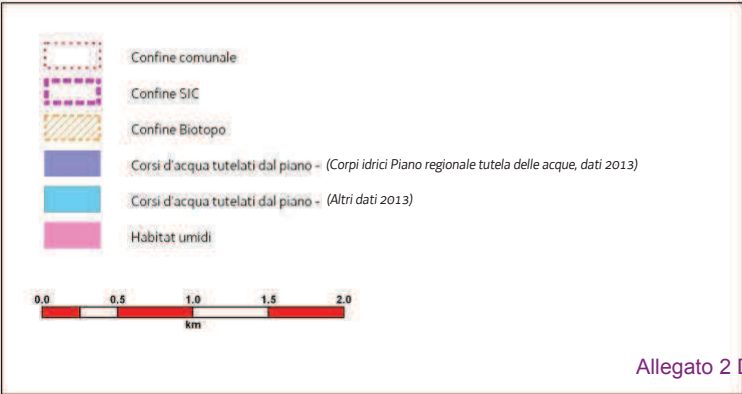 Confine comunale
Confine SIC
Confine Biotopo
Corsi d'acqua tutelati dal piano - (Corpi idrici Piano regionale tutela delle acque, dati 2013)
Corsi d'acqua tutelati dal piano - (Altri dati 2013)
Habitat umidi
0.0 0.5 1.0 1.5 2.0
km
Allegato 2 D